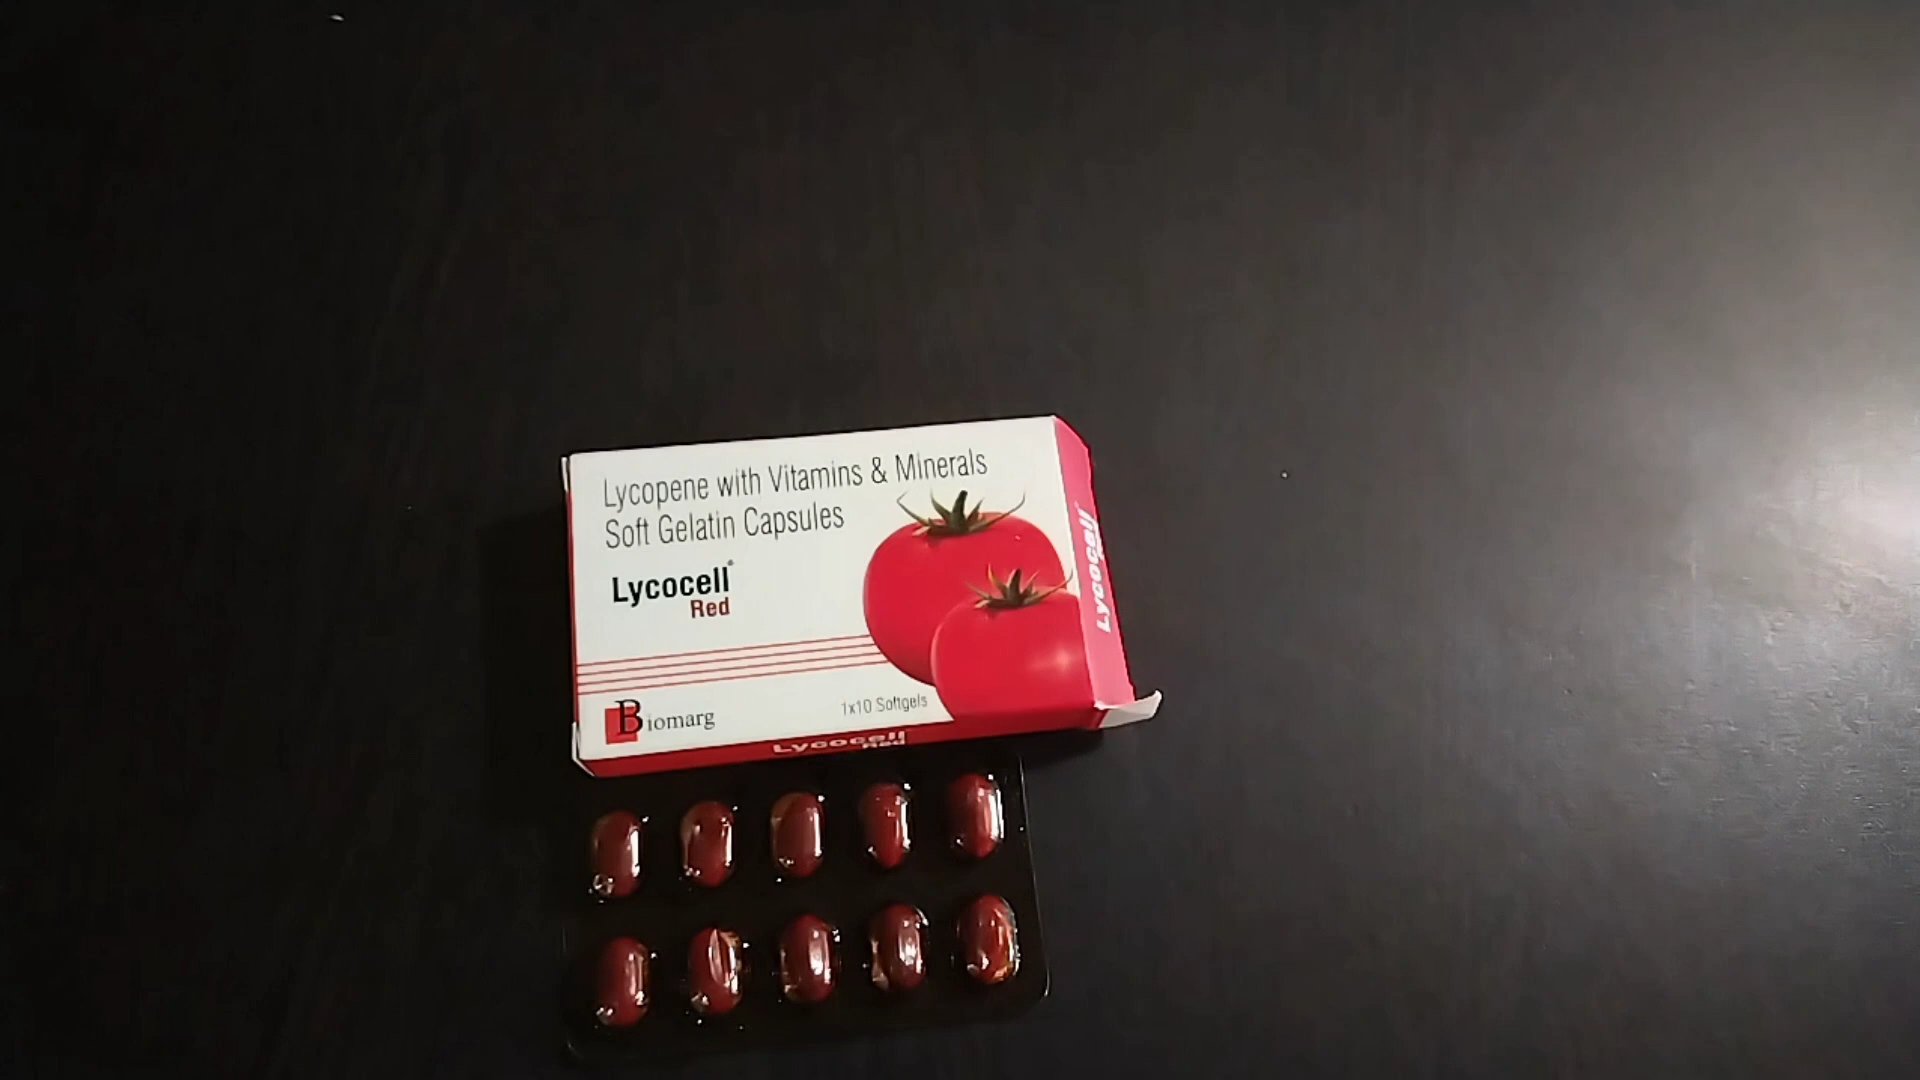 Lycopene with Vitamins & Minerals
Soft Gelatin Capsules
Lycocell
Red
Biomarg
1x10 Softgels
Lycocell
Red
Lycocell